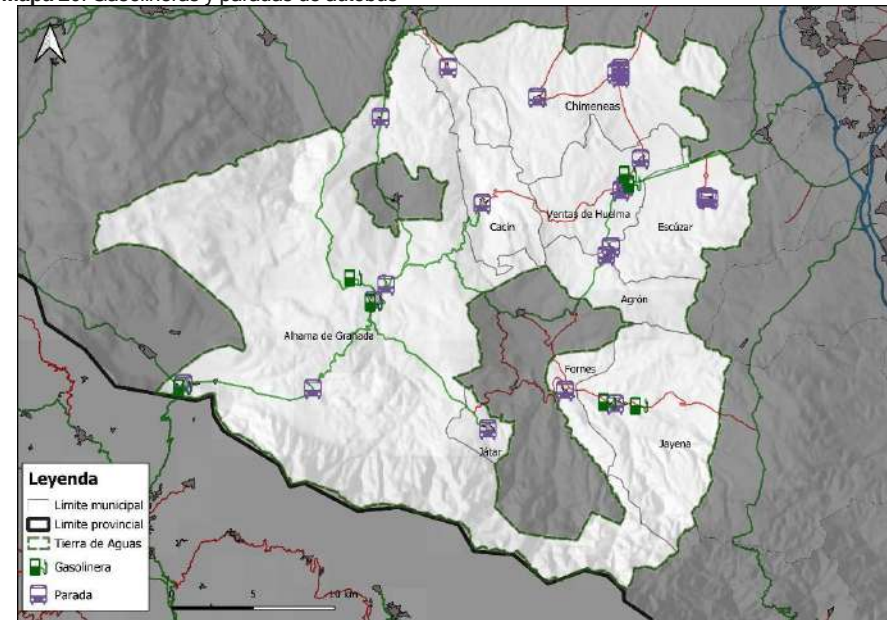 Mapa 20. Gasolineras y paradas de autobús
Chimeneas
Ventas de Huelma
Cacín
Escúzar
Agrón
Alhama de Granada
Fornes
Játar
Jayena
Leyenda
Límite municipal
Límite provincial
Tierra de Aguas
Gasolinera
Parada
0 5 10 km